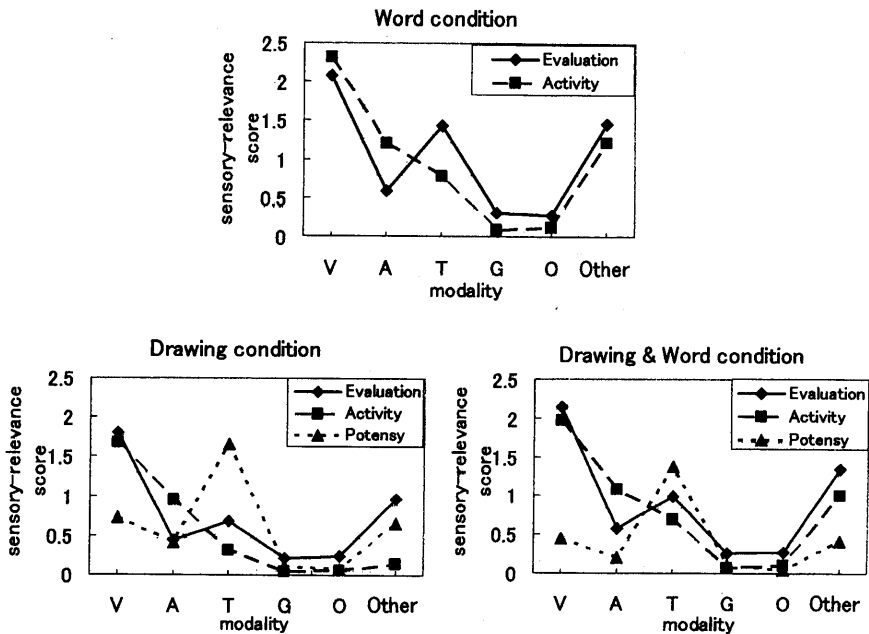 Word condition
2.5
2
1.5
1
0.5
0
sensory-relevance
score
Evaluation
Activity
V A T G O Other
modality
Drawing condition
2.5
2
1.5
1
0.5
0
sensory-relevance
score
Evaluation
Activity
Potensy
V A T G O Other
modality
Drawing & Word condition
2.5
2
1.5
1
0.5
0
sensory-relevance
score
Evaluation
Activity
Potensy
V A T G O Other
modality